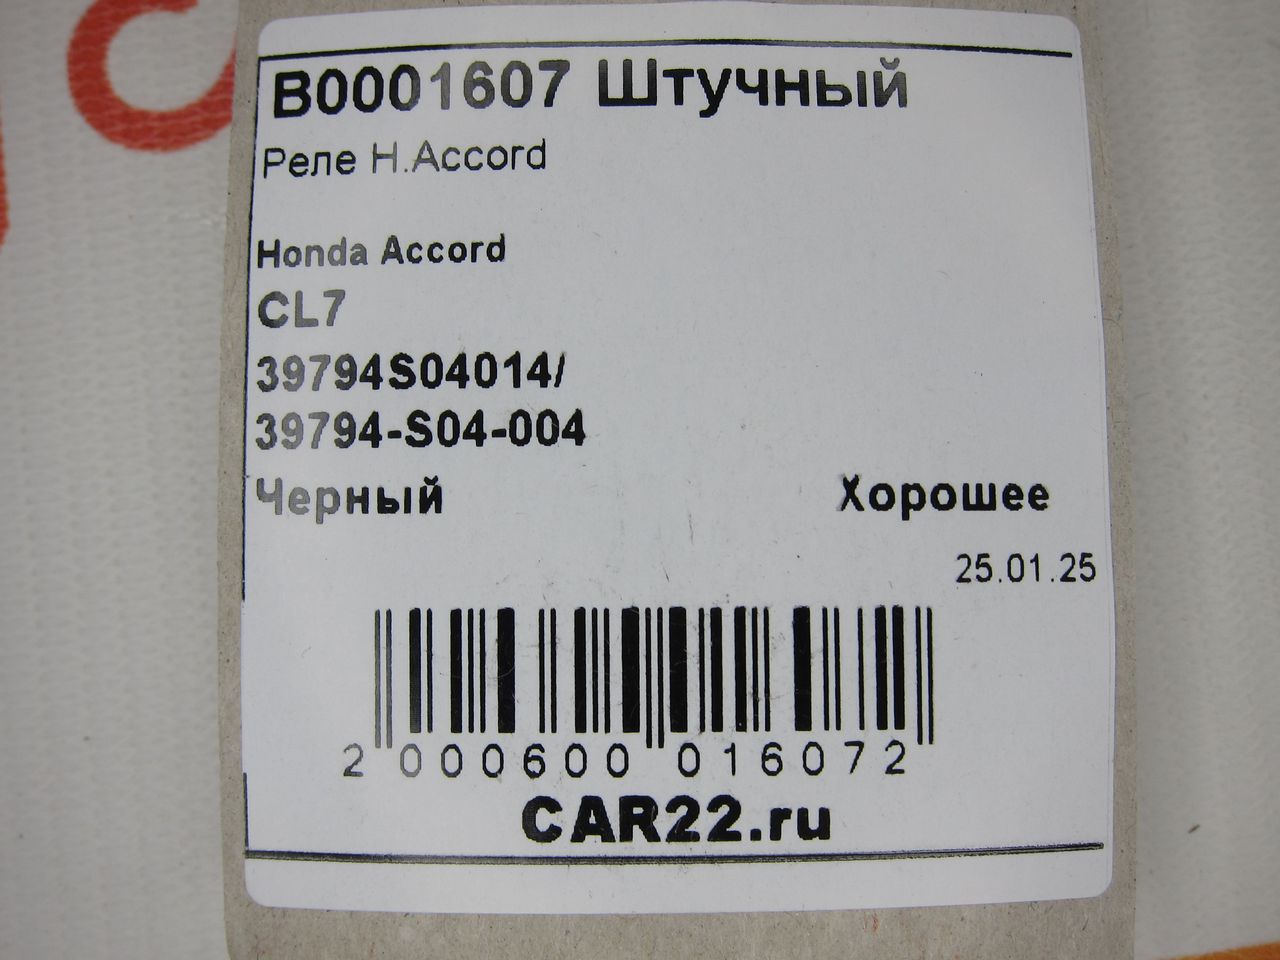 B0001607 Штучный
Реле H.Accord
Honda Accord
CL7
39794S04014/
39794-S04-004
Черный Хорошее
25.01.25
2 000600 016072
CAR22.ru